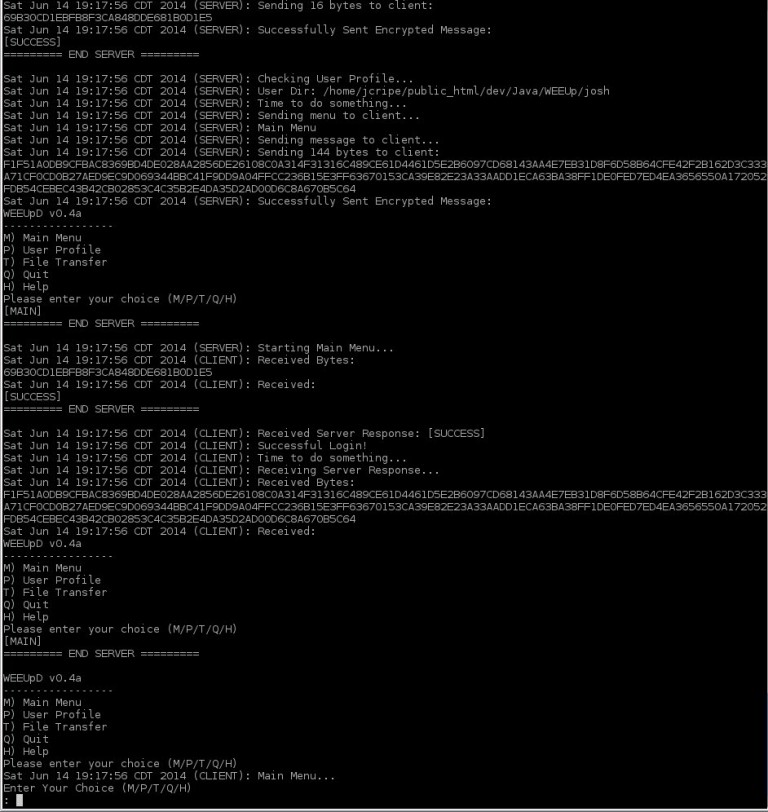 Sat Jun 14 19:17:56 CDT 2014 (SERVER): Sending 16 bytes to client:
69B30CD1EBFB8F3CA848DDE681B0D1E5
Sat Jun 14 19:17:56 CDT 2014 (SERVER): Successfully Sent Encrypted Message:
[SUCCESS]
========= END SERVER =========
Sat Jun 14 19:17:56 CDT 2014 (SERVER): Checking User Profile...
Sat Jun 14 19:17:56 CDT 2014 (SERVER): User Dir: /home/jcripe/public_html/dev/Java/WEEUp/josh
Sat Jun 14 19:17:56 CDT 2014 (SERVER): Time to do something...
Sat Jun 14 19:17:56 CDT 2014 (SERVER): Sending menu to client...
Sat Jun 14 19:17:56 CDT 2014 (SERVER): Main Menu
Sat Jun 14 19:17:56 CDT 2014 (SERVER): Sending message to client...
Sat Jun 14 19:17:56 CDT 2014 (SERVER): Sending 144 bytes to client:
F1F51A0DB9CFBAC8369BD4DE028AA2856DE26108C0A314F31316C489CE61D4461D5E2B6097CD68143AA4E7EB31D8F6D58B64CFE42F2B162D3C333
A71CF0CD0B27AED9EC9D069344BBC41F9DD9A04FFCC236B15E3FF63670153CA39E82E23A33AADD1ECA63BA38FF1DE0FED7ED4EA3656550A172052
FDB54CEBEC43B42CB02853C4C35B2E4DA35D2AD00D6C8A670B5C64
Sat Jun 14 19:17:56 CDT 2014 (SERVER): Successfully Sent Encrypted Message:
WEEUpD v0.4a
-----------------
M) Main Menu
P) User Profile
T) File Transfer
Q) Quit
H) Help
Please enter your choice (M/P/T/Q/H)
[MAIN]
========= END SERVER =========
Sat Jun 14 19:17:56 CDT 2014 (SERVER): Starting Main Menu...
Sat Jun 14 19:17:56 CDT 2014 (CLIENT): Received Bytes:
69B30CD1EBFB8F3CA848DDE681B0D1E5
Sat Jun 14 19:17:56 CDT 2014 (CLIENT): Received:
[SUCCESS]
========= END SERVER =========
Sat Jun 14 19:17:56 CDT 2014 (CLIENT): Received Server Response: [SUCCESS]
Sat Jun 14 19:17:56 CDT 2014 (CLIENT): Successful Login!
Sat Jun 14 19:17:56 CDT 2014 (CLIENT): Time to do something...
Sat Jun 14 19:17:56 CDT 2014 (CLIENT): Receiving Server Response...
Sat Jun 14 19:17:56 CDT 2014 (CLIENT): Received Bytes:
F1F51A0DB9CFBAC8369BD4DE028AA2856DE26108C0A314F31316C489CE61D4461D5E2B6097CD68143AA4E7EB31D8F6D58B64CFE42F2B162D3C333
A71CF0CD0B27AED9EC9D069344BBC41F9DD9A04FFCC236B15E3FF63670153CA39E82E23A33AADD1ECA63BA38FF1DE0FED7ED4EA3656550A172052
FDB54CEBEC43B42CB02853C4C35B2E4DA35D2AD00D6C8A670B5C64
Sat Jun 14 19:17:56 CDT 2014 (CLIENT): Received:
WEEUpD v0.4a
-----------------
M) Main Menu
P) User Profile
T) File Transfer
Q) Quit
H) Help
Please enter your choice (M/P/T/Q/H)
[MAIN]
========= END SERVER =========
WEEUpD v0.4a
-----------------
M) Main Menu
P) User Profile
T) File Transfer
Q) Quit
H) Help
Please enter your choice (M/P/T/Q/H)
Sat Jun 14 19:17:56 CDT 2014 (CLIENT): Main Menu...
Enter Your Choice (M/P/T/Q/H)
: